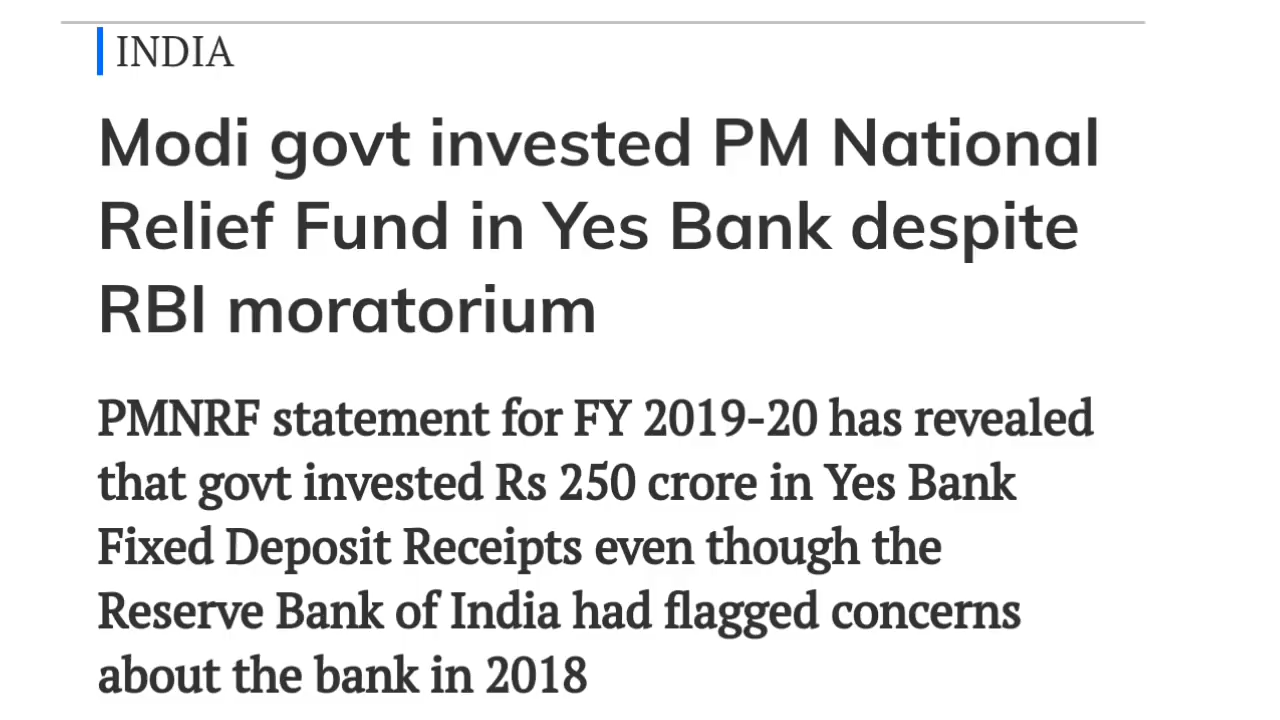 INDIA
Modi govt invested PM National
Relief Fund in Yes Bank despite
RBI moratorium
PMNRF statement for FY 2019-20 has revealed
that govt invested Rs 250 crore in Yes Bank
Fixed Deposit Receipts even though the
Reserve Bank of India had flagged concerns
about the bank in 2018